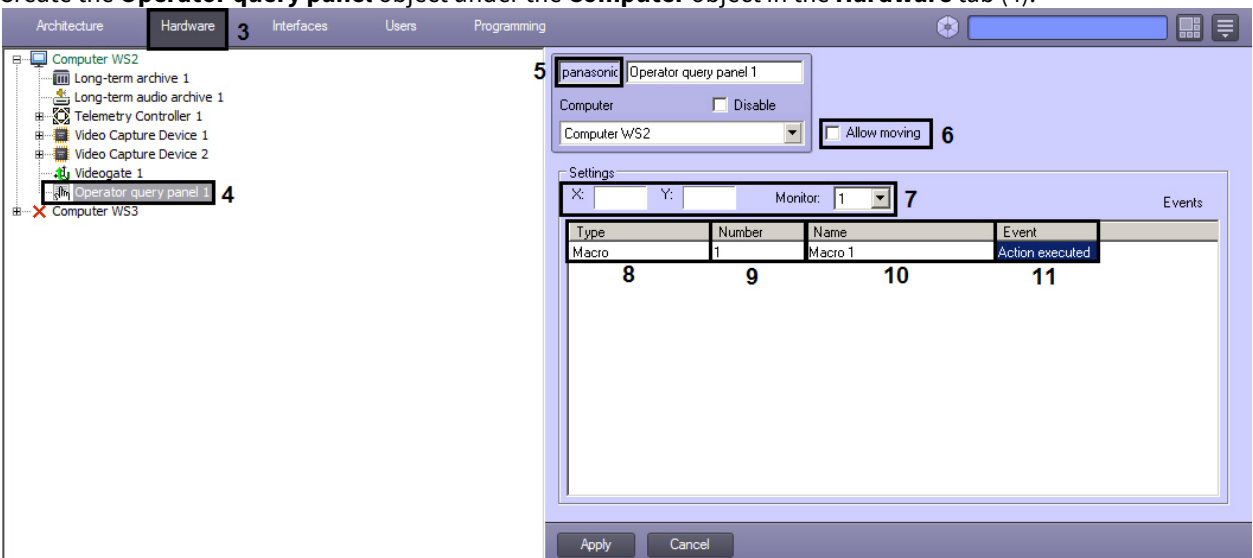 Create the Operator query panel object under the Computer object in the Hardware tab (4).
Architecture Hardware 3 Interfaces Users Programming
Computer WS2
Long-term archive 1
Long-term audio archive 1
Telemetry Controller 1
Video Capture Device 1
Video Capture Device 2
Videogate 1
Operator query panel 1 4
Computer WS3
5 panasonic Operator query panel 1
Computer Disable
Computer WS2 Allow moving 6
Settings
X: Y: Monitor: 1 7 Events
Type Number Name Event
Macro 1 Macro 1 Action executed
8 9 10 11
Apply Cancel